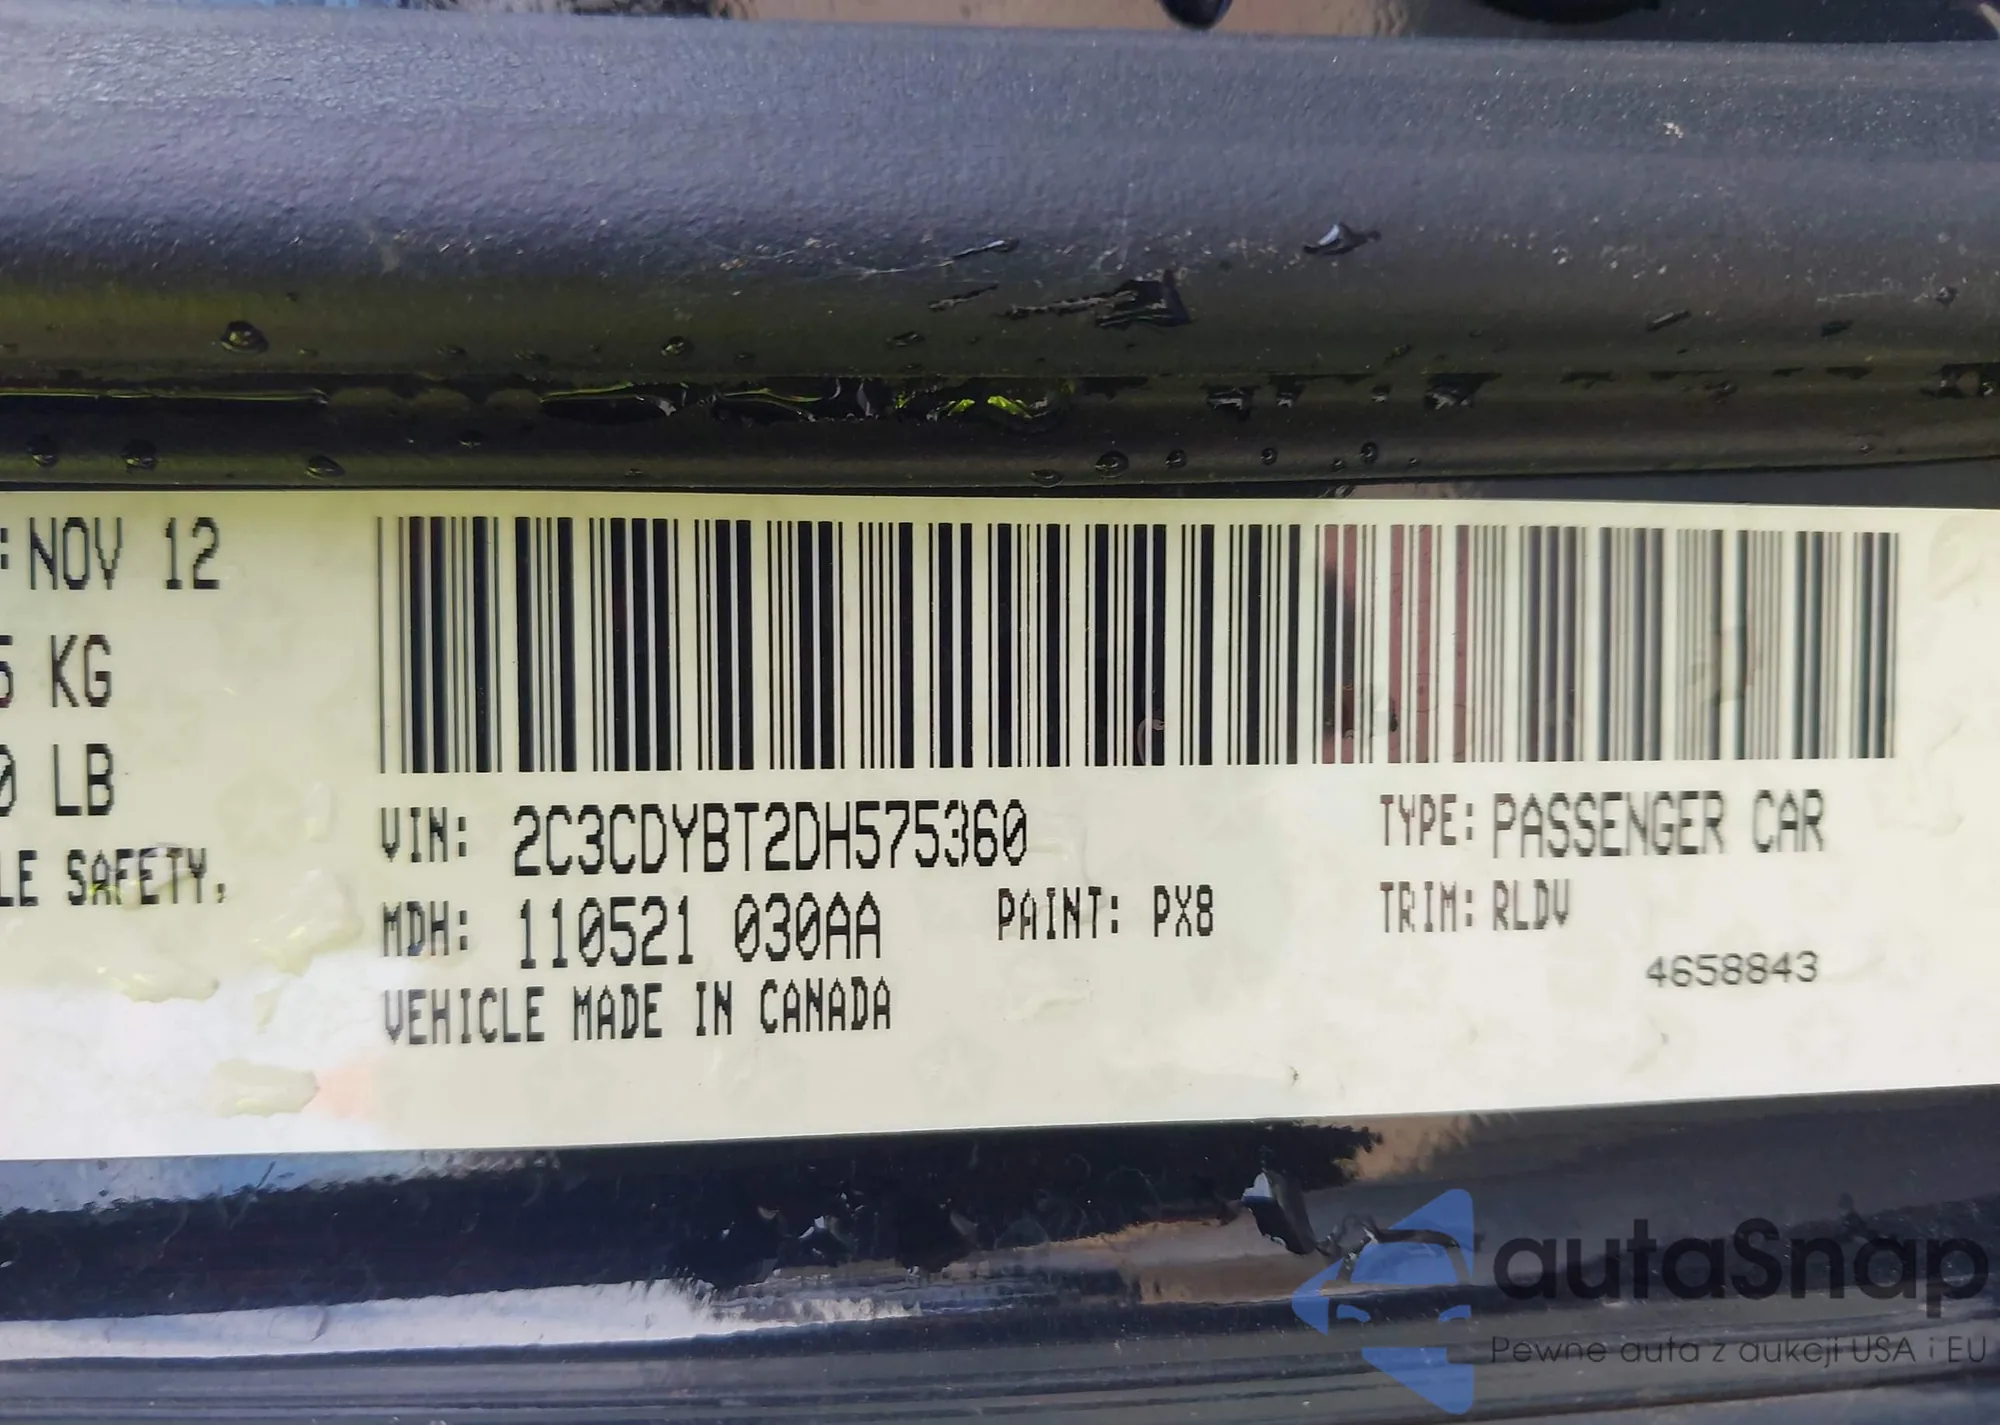 : NOV 12
5 KG
0 LB
LE SAFETY,
VIN: 2C3CDYBT2DH575360
TYPE: PASSENGER CAR
MDH: 110521 030AA
PAINT: PX8
TRIM: RLDV
VEHICLE MADE IN CANADA
4658843
autaSnap
Pewne auta z aukcji USA i EU